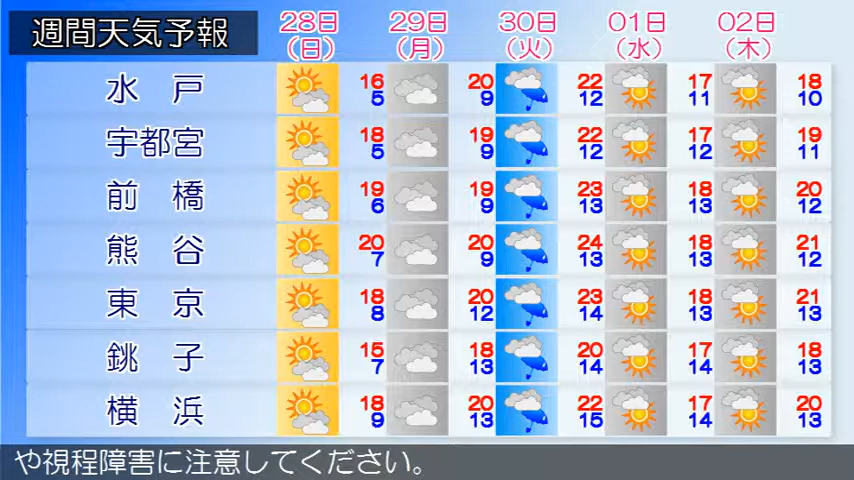 週間天気予報
28日 29日 30日 01日 02日
(日) (月) (火) (水) (木)
水戸 16 20 22 17 18
5 9 12 11 10
宇都宮 18 19 22 17 19
5 9 12 12 11
前橋 19 19 23 18 20
6 9 13 13 12
熊谷 20 20 24 18 21
7 9 13 13 12
東京 18 20 23 18 21
8 12 14 13 13
銚子 15 18 20 17 18
7 13 14 14 13
横浜 18 20 22 17 20
9 13 15 14 13
や視程障害に注意してください。